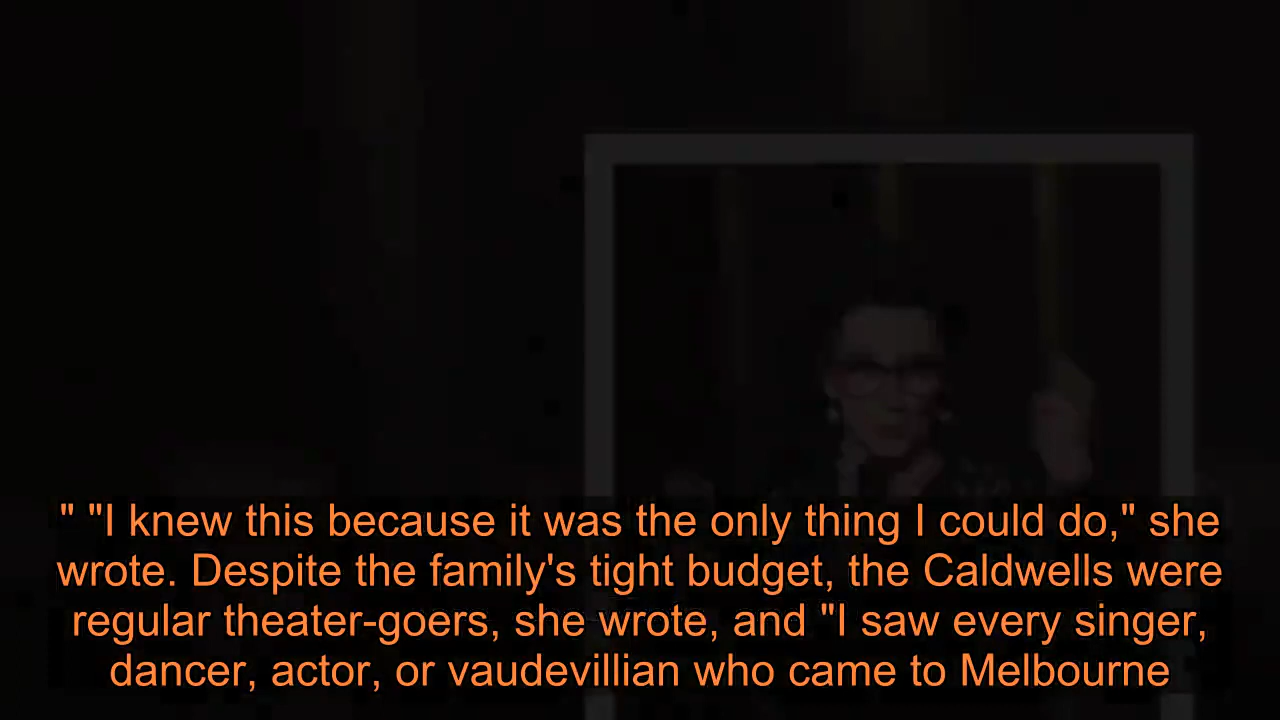 " "I knew this because it was the only thing I could do," she
wrote. Despite the family's tight budget, the Caldwells were
regular theater-goers, she wrote, and "I saw every singer,
dancer, actor, or vaudevillian who came to Melbourne